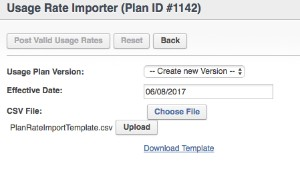 Usage Rate Importer (Plan ID #1142)
Post Valid Usage Rates Reset Back
Usage Plan Version: -- Create new Version --
Effective Date: 06/08/2017
CSV File: Choose File
PlanRateImportTemplate.csv Upload
Download Template